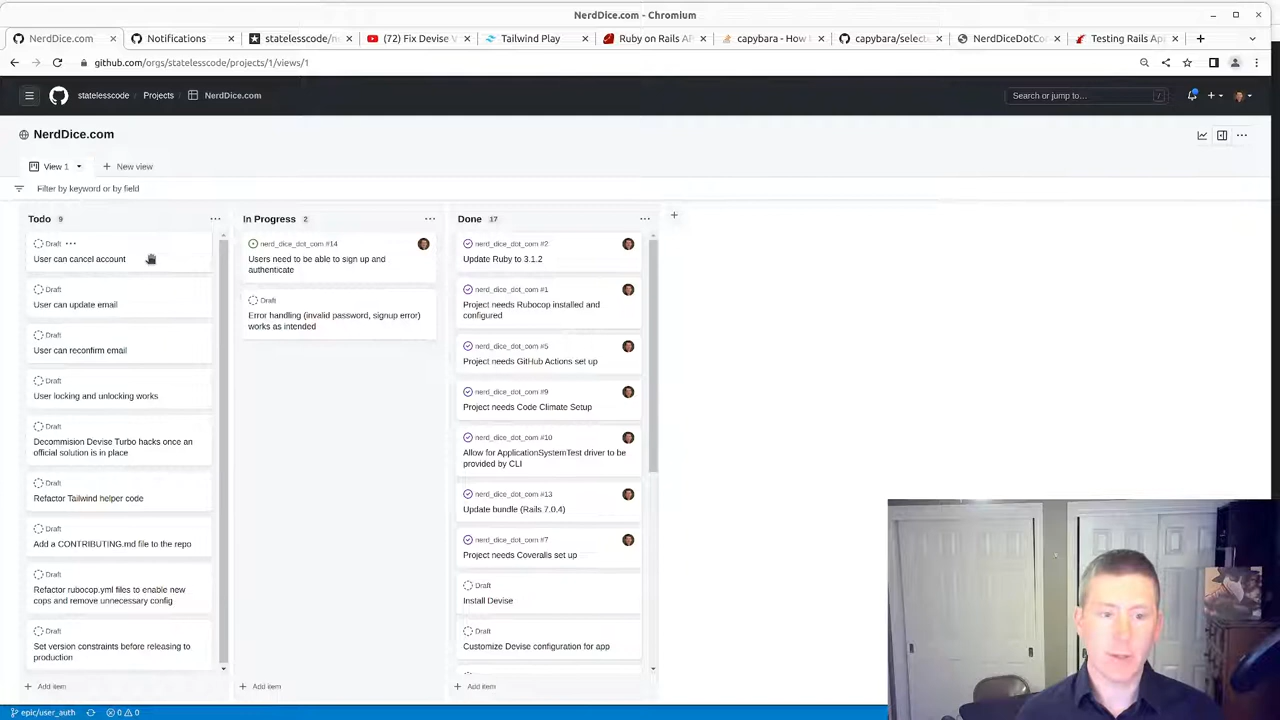 NerdDice.com - Chromium
NerdDice.com
Notifications
statelesscode/ne
(72) Fix Devise V
Tailwind Play
Ruby on Rails AF
capybara - How
capybara/select
NerdDiceDotCo
Testing Rails Ap
github.com/orgs/statelesscode/projects/1/views/1
statelesscode / Projects / NerdDice.com
Search or jump to...
/
NerdDice.com
View 1
New view
Filter by keyword or by field
Todo 9
Draft
User can cancel account
Draft
User can update email
Draft
User can reconfirm email
Draft
User locking and unlocking works
Draft
Decommision Devise Turbo hacks once an
official solution is in place
Draft
Refactor Tailwind helper code
Draft
Add a CONTRIBUTING.md file to the repo
Draft
Refactor rubocop.yml files to enable new
cops and remove unnecessary config
Draft
Set version constraints before releasing to
production
Add item
In Progress 2
nerd_dice_dot_com #14
Users need to be able to sign up and
authenticate
Draft
Error handling (invalid password, signup error)
works as intended
Add item
Done 17
nerd_dice_dot_com #2
Update Ruby to 3.1.2
nerd_dice_dot_com #1
Project needs Rubocop installed and
configured
nerd_dice_dot_com #5
Project needs GitHub Actions set up
nerd_dice_dot_com #9
Project needs Code Climate Setup
nerd_dice_dot_com #10
Allow for ApplicationSystemTest driver to be
provided by CLI
nerd_dice_dot_com #13
Update bundle (Rails 7.0.4)
nerd_dice_dot_com #7
Project needs Coveralls set up
Draft
Install Devise
Draft
Customize Devise configuration for app
Add item
epic/user_auth
0
0